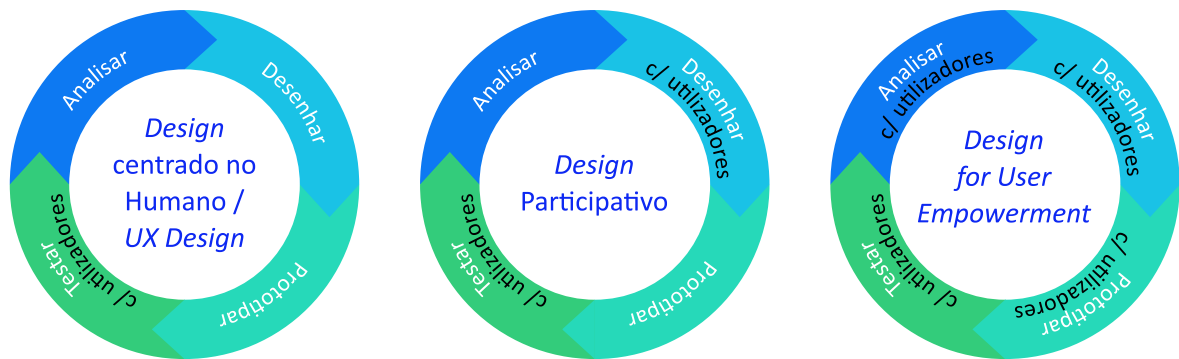 Analisar
Desenhar
Prototipar
Testar
c/ utilizadores
Design
centrado no
Humano /
UX Design
Analisar
Desenhar
c/ utilizadores
Prototipar
Testar
c/ utilizadores
Design
Participativo
Analisar
c/ utilizadores
Desenhar
c/ utilizadores
Prototipar
c/ utilizadores
Testar
c/ utilizadores
Design
for User
Empowerment